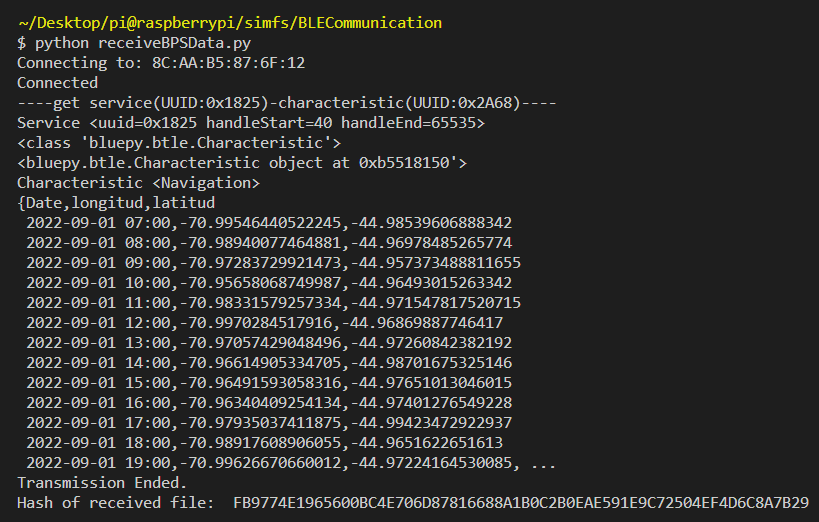 ~/Desktop/pi@raspberrypi/simfs/BLECommunication
$ python receiveBPSData.py
Connecting to: 8C:AA:B5:87:6F:12
Connected
----get service(UUID:0x1825)-characteristic(UUID:0x2A68)----
Service <uuid=0x1825 handleStart=40 handleEnd=65535>
<class 'bluepy.btle.Characteristic'>
<bluepy.btle.Characteristic object at 0xb5518150'>
Characteristic <Navigation>
{Date,longitud,latitud
2022-09-01 07:00,-70.99546440522245,-44.98539606888342
2022-09-01 08:00,-70.98940077464881,-44.96978485265774
2022-09-01 09:00,-70.97283729921473,-44.957373488811655
2022-09-01 10:00,-70.95658068749987,-44.96493015263342
2022-09-01 11:00,-70.98331579257334,-44.971547817520715
2022-09-01 12:00,-70.9970284517916,-44.96869887746417
2022-09-01 13:00,-70.97057429048496,-44.97260842382192
2022-09-01 14:00,-70.96614905334705,-44.98701675325146
2022-09-01 15:00,-70.96491593058316,-44.97651013046015
2022-09-01 16:00,-70.96340409254134,-44.97401276549228
2022-09-01 17:00,-70.97935037411875,-44.99423472922937
2022-09-01 18:00,-70.98917608906055,-44.9651622651613
2022-09-01 19:00,-70.99626670660012,-44.97224164530085, ...
Transmission Ended.
Hash of received file:  FB9774E1965600BC4E706D87816688A1B0C2B0EAE591E9C72504EF4D6C8A7B29